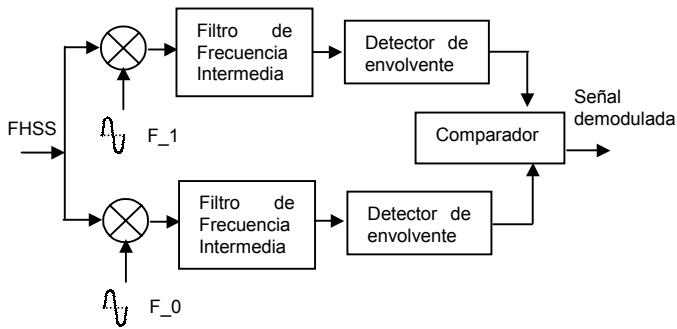 Filtro de
Frecuencia
Intermedia
Detector de
envolvente
Señal
demodulada
FHSS
F_1
Comparador
Filtro de
Frecuencia
Intermedia
Detector de
envolvente
F_0